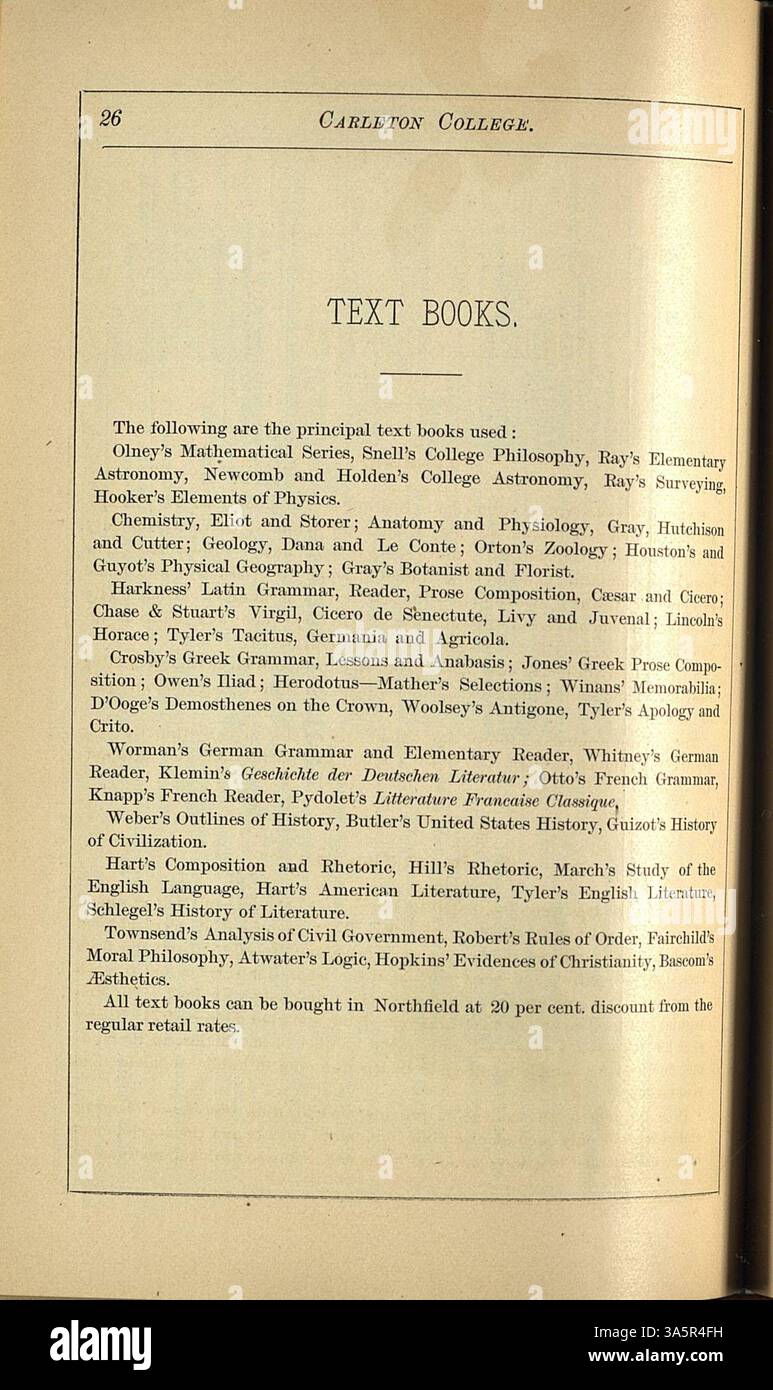 26 CARLETON COLLEGE.
TEXT BOOKS.
The following are the principal text books used :
Olney's Mathematical Series, Snell's College Philosophy, Ray's Elementary
Astronomy, Newcomb and Holden's College Astronomy, Ray's Surveying,
Hooker's Elements of Physics.
Chemistry, Eliot and Storer; Anatomy and Physiology, Gray, Hutchison
and Cutter; Geology, Dana and Le Conte; Orton's Zoology; Houston's and
Guyot's Physical Geography; Gray's Botanist and Florist.
Harkness' Latin Grammar, Reader, Prose Composition, Cæsar and Cicero;
Chase & Stuart's Virgil, Cicero de Senectute, Livy and Juvenal; Lincoln's
Horace; Tyler's Tacitus, Germania and Agricola.
Crosby's Greek Grammar, Lessons and Anabasis; Jones' Greek Prose Compo-
sition; Owen's Iliad; Herodotus—Mather's Selections; Winans' Memorabilia;
D'Ooge's Demosthenes on the Crown, Woolsey's Antigone, Tyler's Apology and
Crito.
Worman's German Grammar and Elementary Reader, Whitney's German
Reader, Klemin's Geschichte der Deutschen Literatur; Otto's French Grammar,
Knapp's French Reader, Pydolet's Litterature Francaise Classique,
Weber's Outlines of History, Butler's United States History, Guizot's History
of Civilization.
Hart's Composition and Rhetoric, Hill's Rhetoric, March's Study of the
English Language, Hart's American Literature, Tyler's English Literature,
Schlegel's History of Literature.
Townsend's Analysis of Civil Government, Robert's Rules of Order, Fairchild's
Moral Philosophy, Atwater's Logic, Hopkins' Evidences of Christianity, Bascom's
Æsthetics.
All text books can be bought in Northfield at 20 per cent. discount from the
regular retail rates.
alamy
Image ID: 3A5R4FH
www.alamy.com